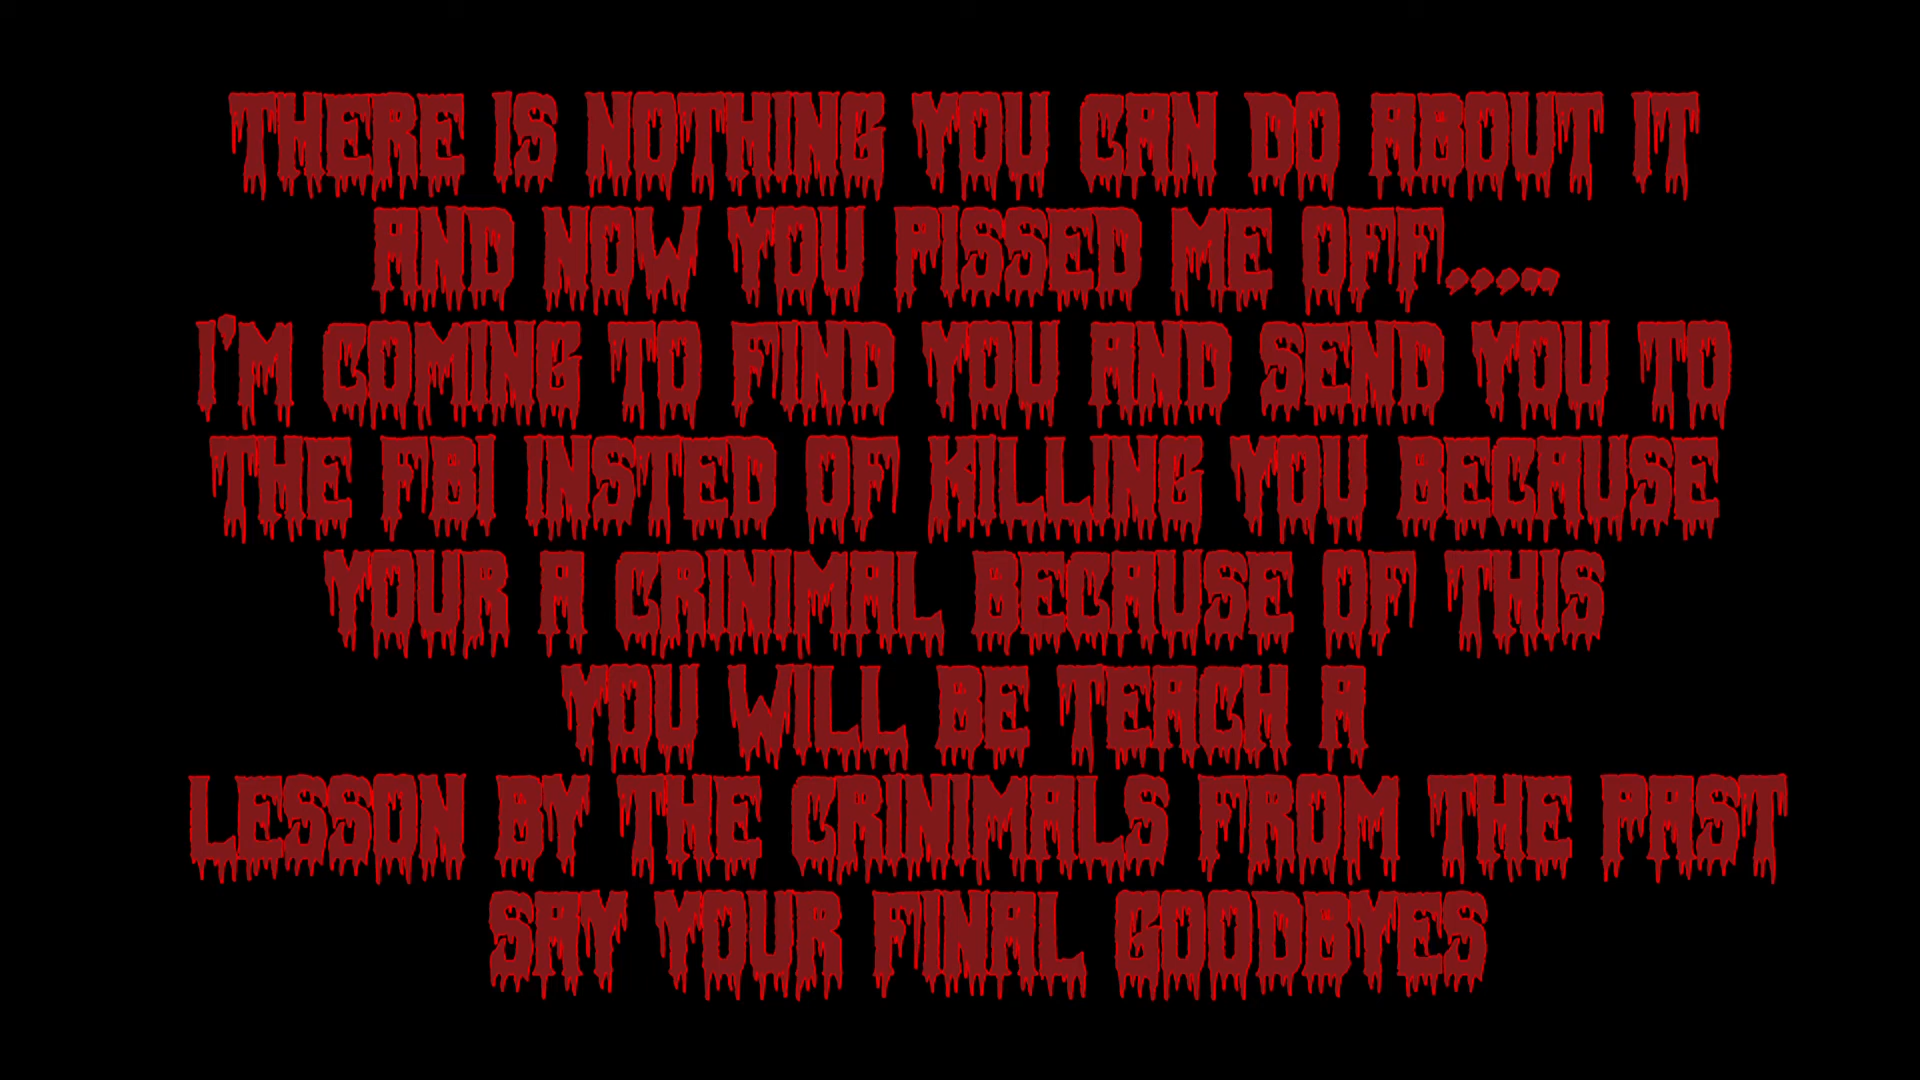 THERE IS NOTHING YOU CAN DO ABOUT IT
AND NOW YOU PISSED ME OFF,,,,,
I'M COMING TO FIND YOU AND SEND YOU TO
THE FBI INSTED OF KILLING YOU BECAUSE
YOUR A CRINIMAL BECAUSE OF THIS
YOU WILL BE TEACH A
LESSON BY THE CRINIMALS FROM THE PAST
SAY YOUR FINAL GOODBYES